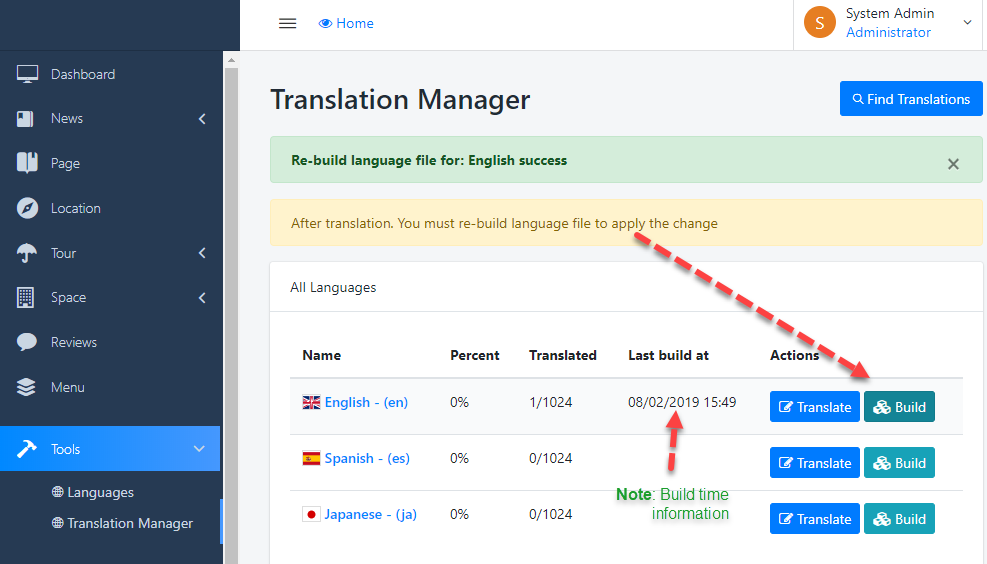 Home
S
System Admin
Administrator
Dashboard
News
Page
Location
Tour
Space
Reviews
Menu
Tools
Languages
Translation Manager
Translation Manager
Find Translations
Re-build language file for: English success
×
After translation. You must re-build language file to apply the change
All Languages
Name Percent Translated Last build at Actions
English - (en) 0% 1/1024 08/02/2019 15:49 Translate Build
Spanish - (es) 0% 0/1024 Translate Build
Note: Build time
information
Japanese - (ja) 0% 0/1024 Translate Build